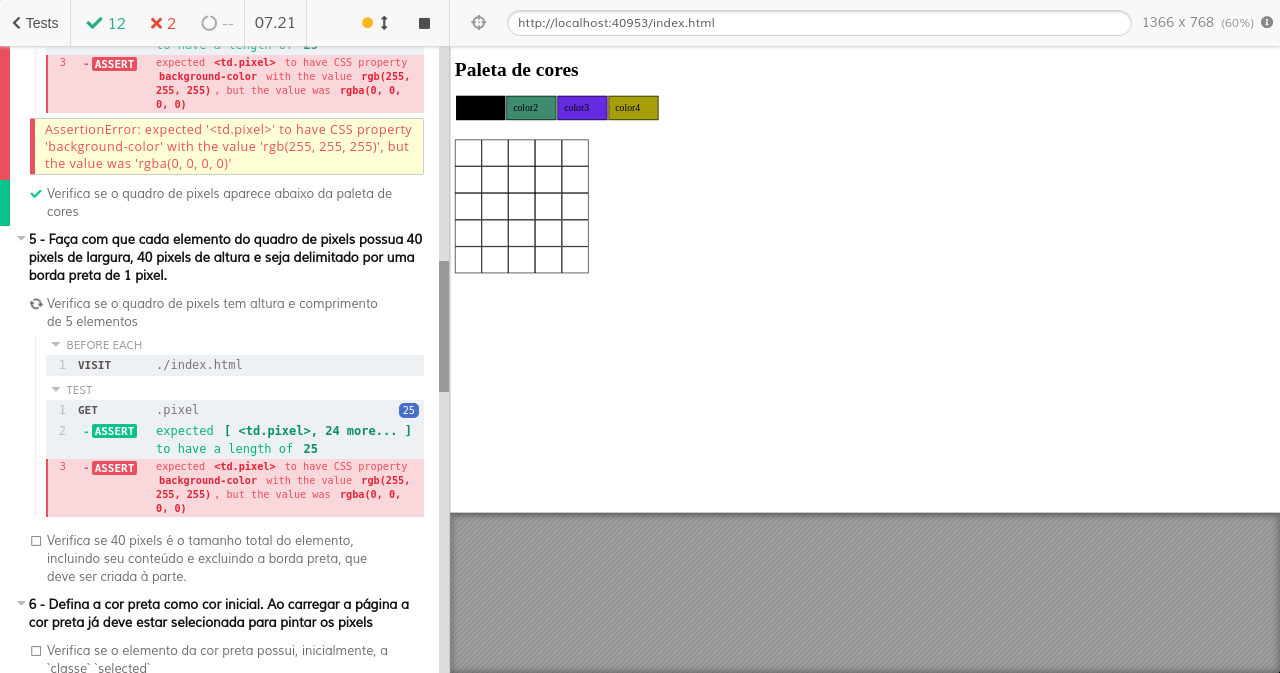 Tests
12
2
--
07.21
http://localhost:40953/index.html
1366 x 768 (60%)
to have a length of 25
3 -ASSERT expected <td.pixel> to have CSS property
background-color with the value rgb(255,
255, 255), but the value was rgba(0, 0,
0, 0)
AssertionError: expected '<td.pixel>' to have CSS property
'background-color' with the value 'rgb(255, 255, 255)', but
the value was 'rgba(0, 0, 0, 0)'
Verifica se o quadro de pixels aparece abaixo da paleta de
cores
5 - Faça com que cada elemento do quadro de pixels possua 40
pixels de largura, 40 pixels de altura e seja delimitado por uma
borda preta de 1 pixel.
Verifica se o quadro de pixels tem altura e comprimento
de 5 elementos
BEFORE EACH
1 VISIT ./index.html
TEST
1 GET .pixel 25
2 -ASSERT expected [ <td.pixel>, 24 more... ]
to have a length of 25
3 -ASSERT expected <td.pixel> to have CSS property
background-color with the value rgb(255,
255, 255), but the value was rgba(0, 0,
0, 0)
Verifica se 40 pixels é o tamanho total do elemento,
incluindo seu conteúdo e excluindo a borda preta, que
deve ser criada à parte.
6 - Defina a cor preta como cor inicial. Ao carregar a página a
cor preta já deve estar selecionada para pintar os pixels
Verifica se o elemento da cor preta possui, inicialmente, a
`classe` `selected`
Paleta de cores
color2 color3 color4